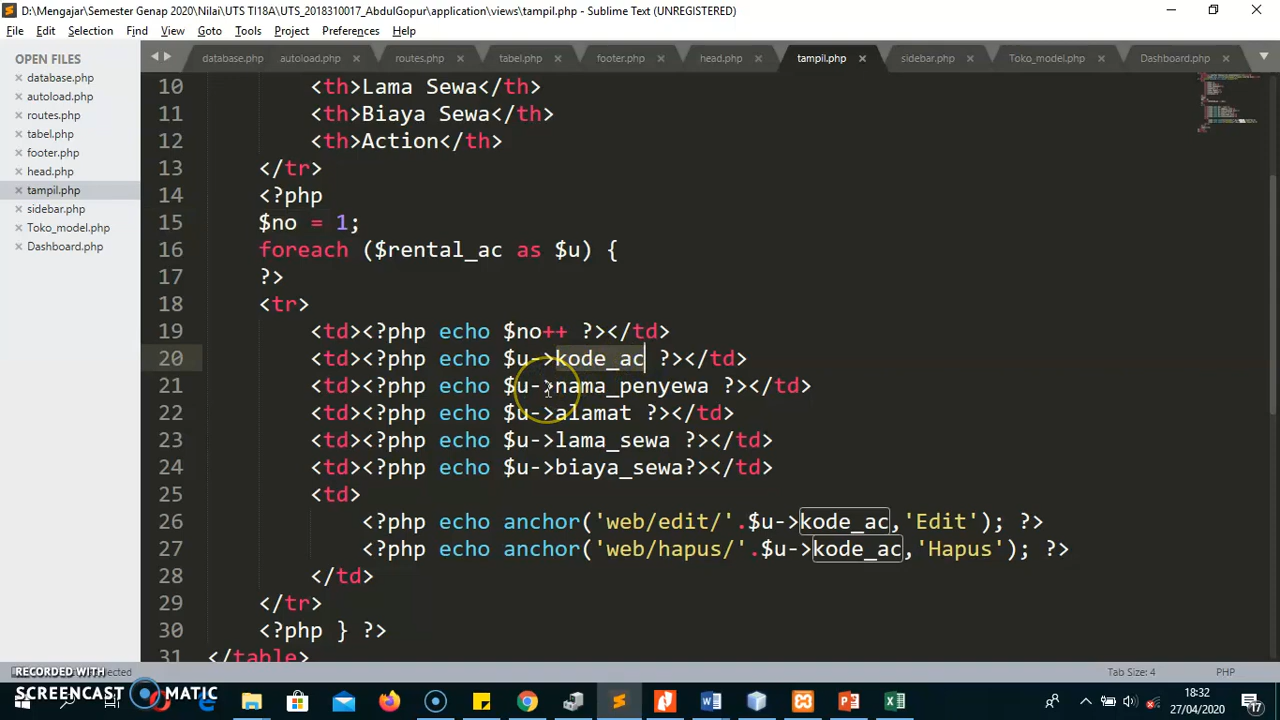 D:\Mengajar\Semester Genap 2020\Nilai\UTS TI18A\UTS_2018310017_AbdulGopur\application\views\tampil.php - Sublime Text (UNREGISTERED)
File Edit Selection Find View Goto Tools Project Preferences Help
OPEN FILES
database.php
autoload.php
routes.php
tabel.php
footer.php
head.php
tampil.php
sidebar.php
Toko_model.php
Dashboard.php
database.php autoload.php routes.php tabel.php footer.php head.php tampil.php sidebar.php Toko_model.php Dashboard.php
10 <th>Lama Sewa</th>
11 <th>Biaya Sewa</th>
12 <th>Action</th>
13 </tr>
14 <?php
15 $no = 1;
16 foreach ($rental_ac as $u) {
17 ?>
18 <tr>
19 <td><?php echo $no++ ?></td>
20 <td><?php echo $u->kode_ac ?></td>
21 <td><?php echo $u->nama_penyewa ?></td>
22 <td><?php echo $u->alamat ?></td>
23 <td><?php echo $u->lama_sewa ?></td>
24 <td><?php echo $u->biaya_sewa?></td>
25 <td>
26 <?php echo anchor('web/edit/'.$u->kode_ac,'Edit'); ?>
27 <?php echo anchor('web/hapus/'.$u->kode_ac,'Hapus'); ?>
28 </td>
29 </tr>
30 <?php } ?>
31 </table>
Tab Size: 4 PHP
RECORDED WITH
SCREENCAST MATIC
18:32
27/04/2020
17